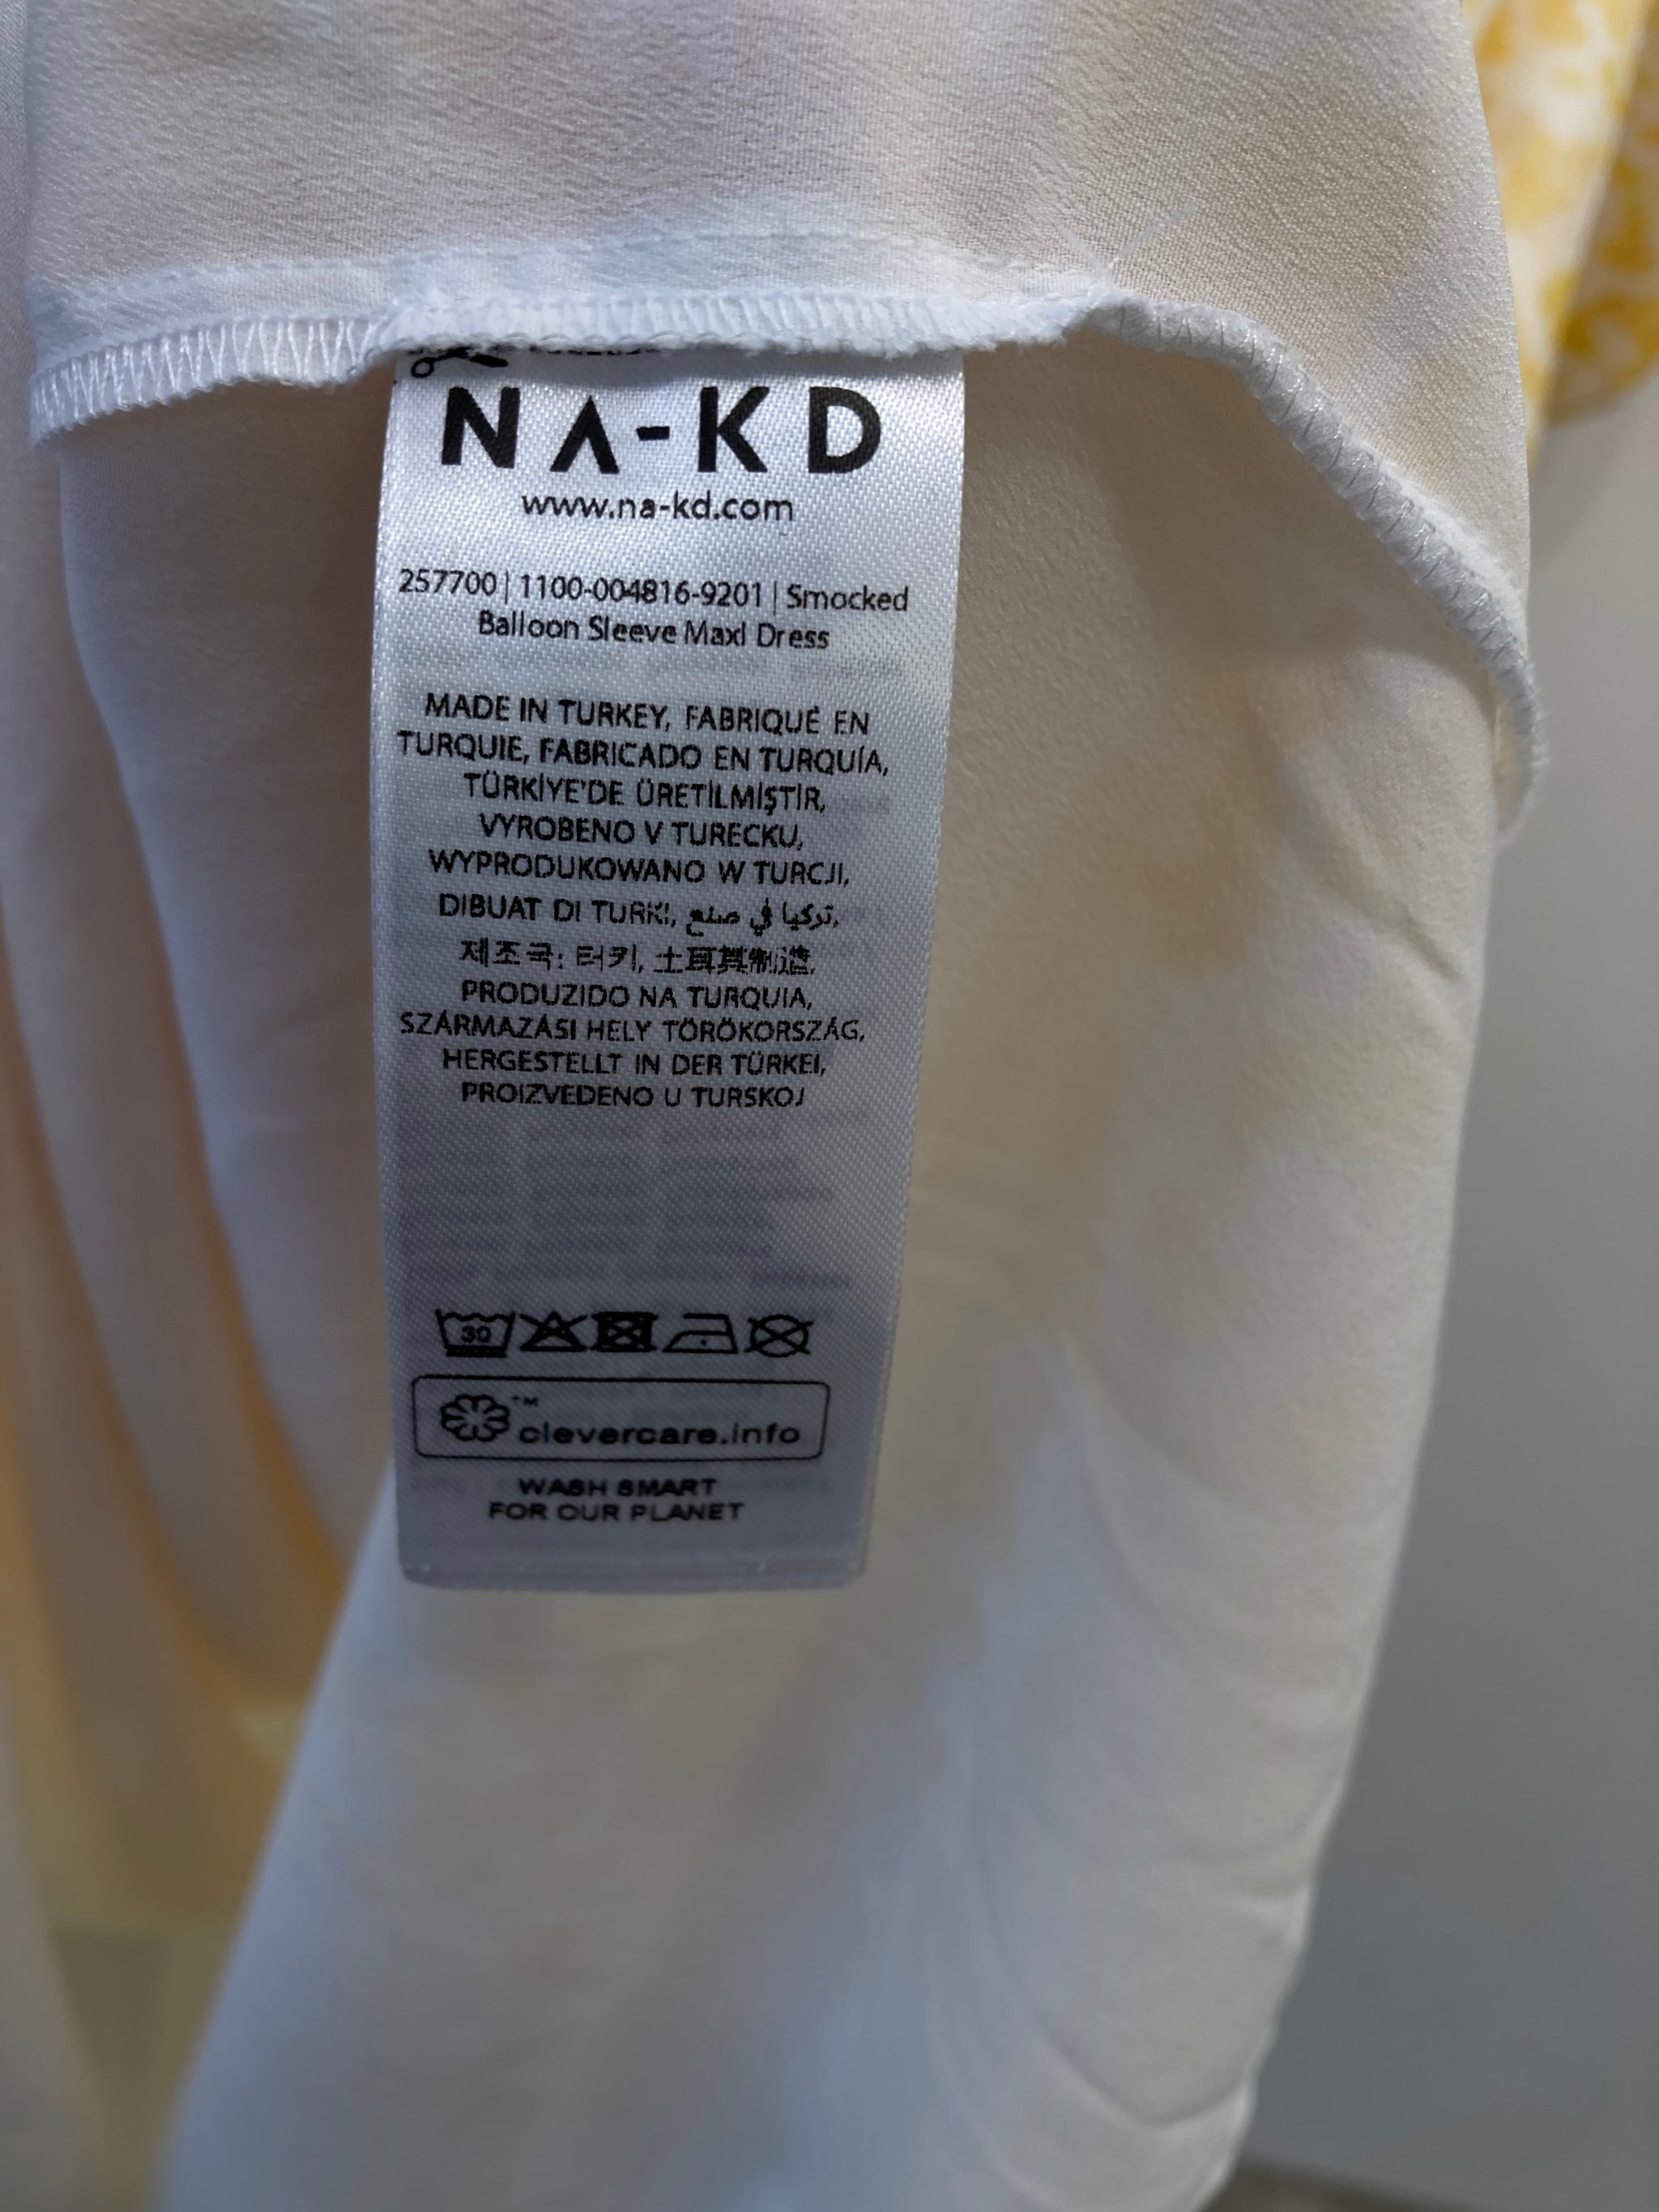 NA-KD
www.na-kd.com
257700 | 1100-004816-9201 | Smocked
Balloon Sleeve Maxi Dress
MADE IN TURKEY, FABRIQUÉ EN
TURQUIE, FABRICADO EN TURQUÍA,
TÜRKİYE'DE ÜRETİLMİŞTİR,
VYROBENO V TURECKU,
WYPRODUKOWANO W TURCJI,
DIBUAT DI TURKI, تركيا في صنع,
제조국: 터키, 土耳其制造,
PRODUZIDO NA TURQUIA,
SZÁRMAZÁSI HELY TÖRÖKORSZÁG,
HERGESTELLT IN DER TÜRKEI,
PROIZVEDENO U TURSKOJ
30
™
clevercare.info
WASH SMART
FOR OUR PLANET